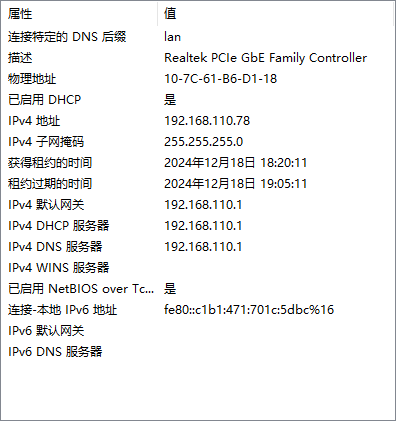 属性 值
连接特定的 DNS 后缀 lan
描述 Realtek PCIe GbE Family Controller
物理地址 10-7C-61-B6-D1-18
已启用 DHCP 是
IPv4 地址 192.168.110.78
IPv4 子网掩码 255.255.255.0
获得租约的时间 2024年12月18日 18:20:11
租约过期的时间 2024年12月18日 19:05:11
IPv4 默认网关 192.168.110.1
IPv4 DHCP 服务器 192.168.110.1
IPv4 DNS 服务器 192.168.110.1
IPv4 WINS 服务器
已启用 NetBIOS over Tc... 是
连接-本地 IPv6 地址 fe80::c1b1:471:701c:5dbc%16
IPv6 默认网关
IPv6 DNS 服务器